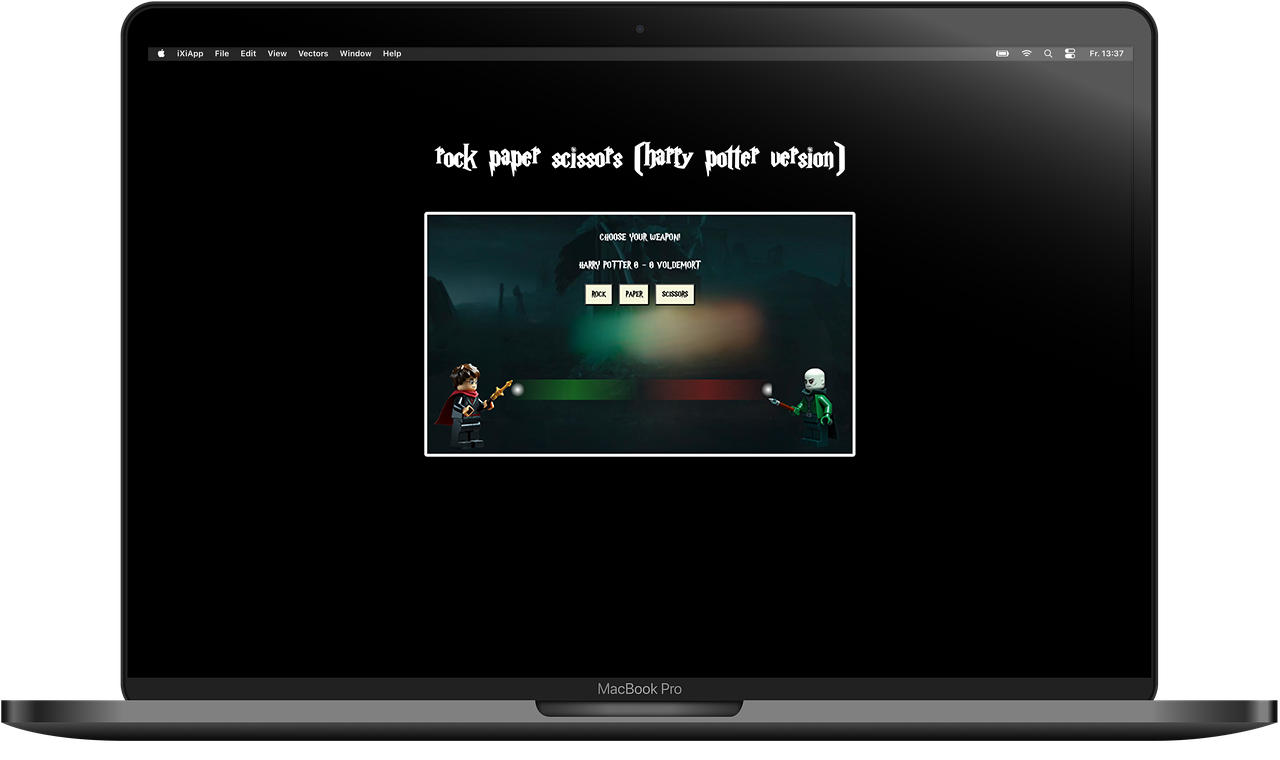 iXiApp File Edit View Vectors Window Help Fr. 13:37
rock paper scissors (harry potter version)
CHOOSE YOUR WEAPON!
HARRY POTTER 0 - 0 VOLDEMORT
ROCK PAPER SCISSORS
MacBook Pro